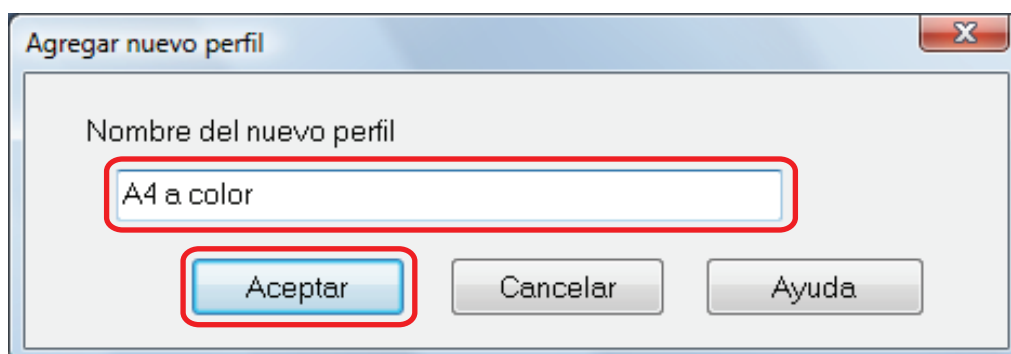 Agregar nuevo perfil
Nombre del nuevo perfil
A4 a color
Aceptar Cancelar Ayuda